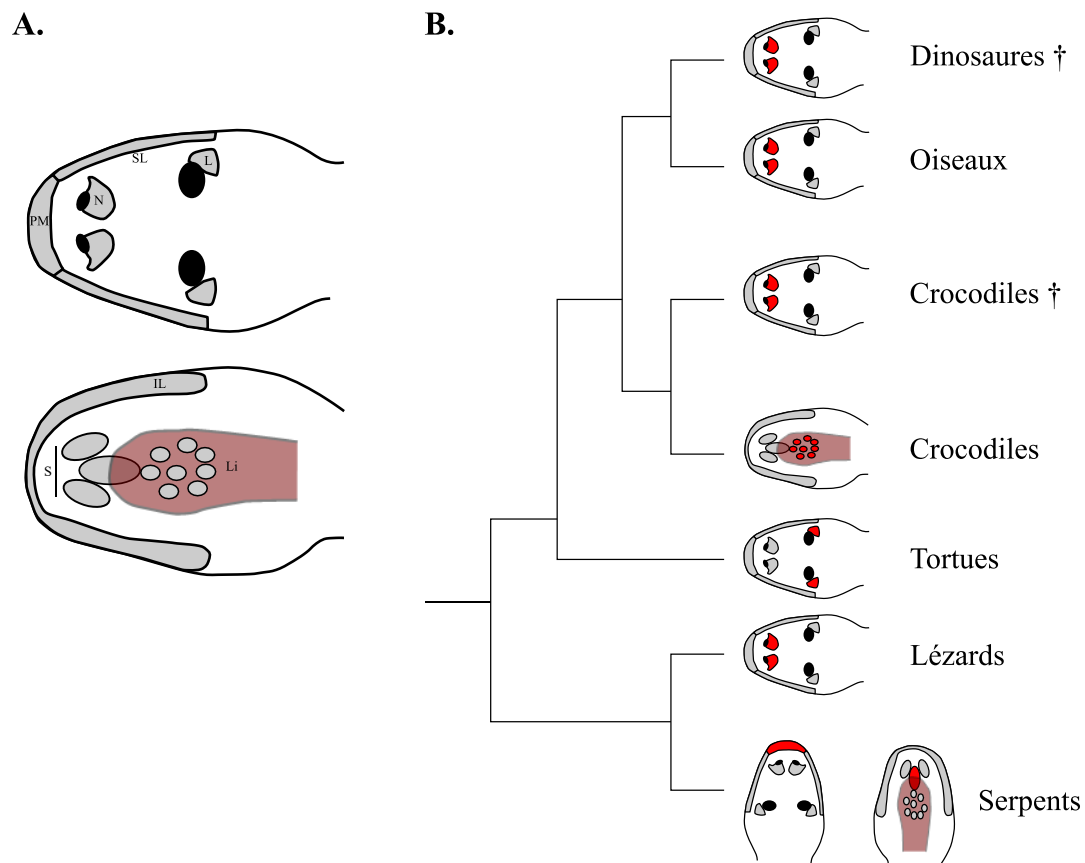 A.
SL
L
N
PM
IL
S
Li
B.
Dinosaures †
Oiseaux
Crocodiles †
Crocodiles
Tortues
Lézards
Serpents